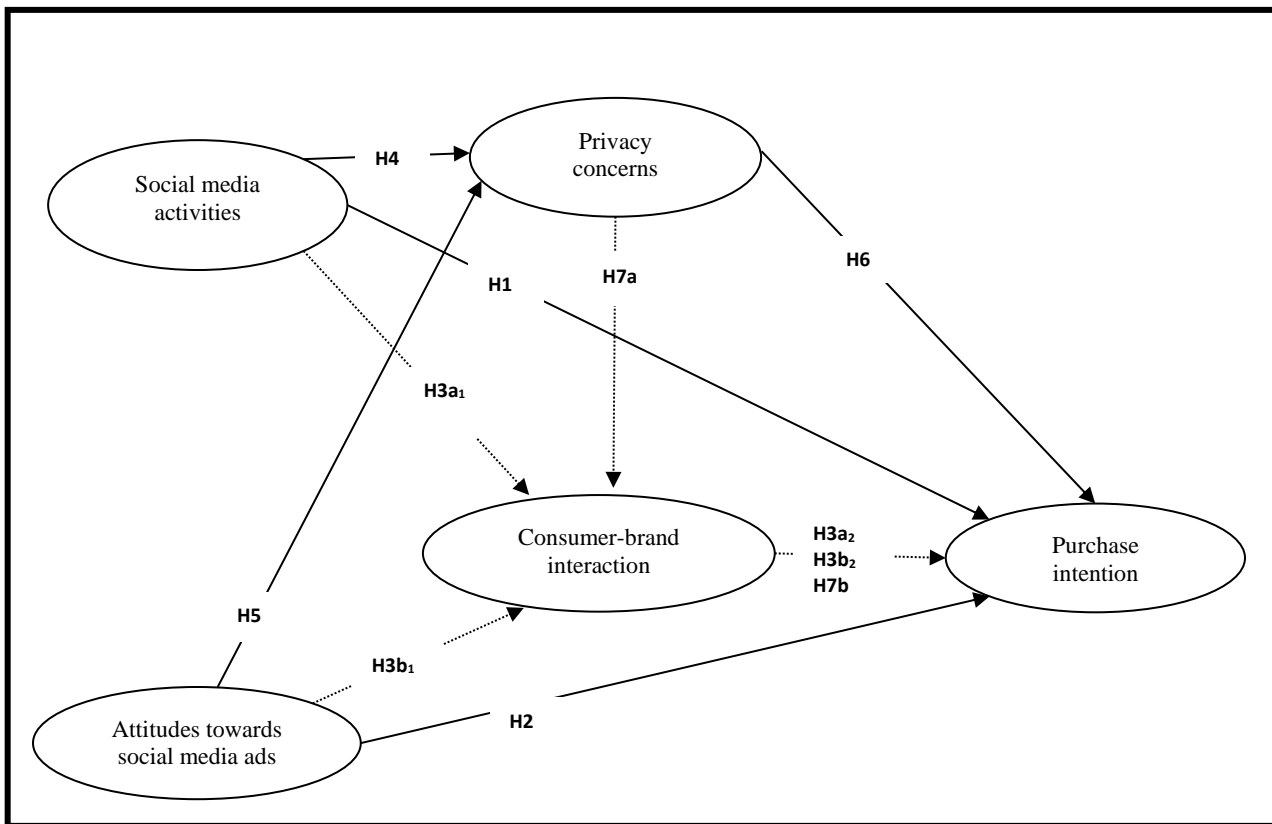 Privacy
concerns
H4
Social media
activities
H6
H7a
H1
H3a₁
Consumer-brand
interaction
H3a₂
H3b₂
H7b
Purchase
intention
H5
H3b₁
H2
Attitudes towards
social media ads